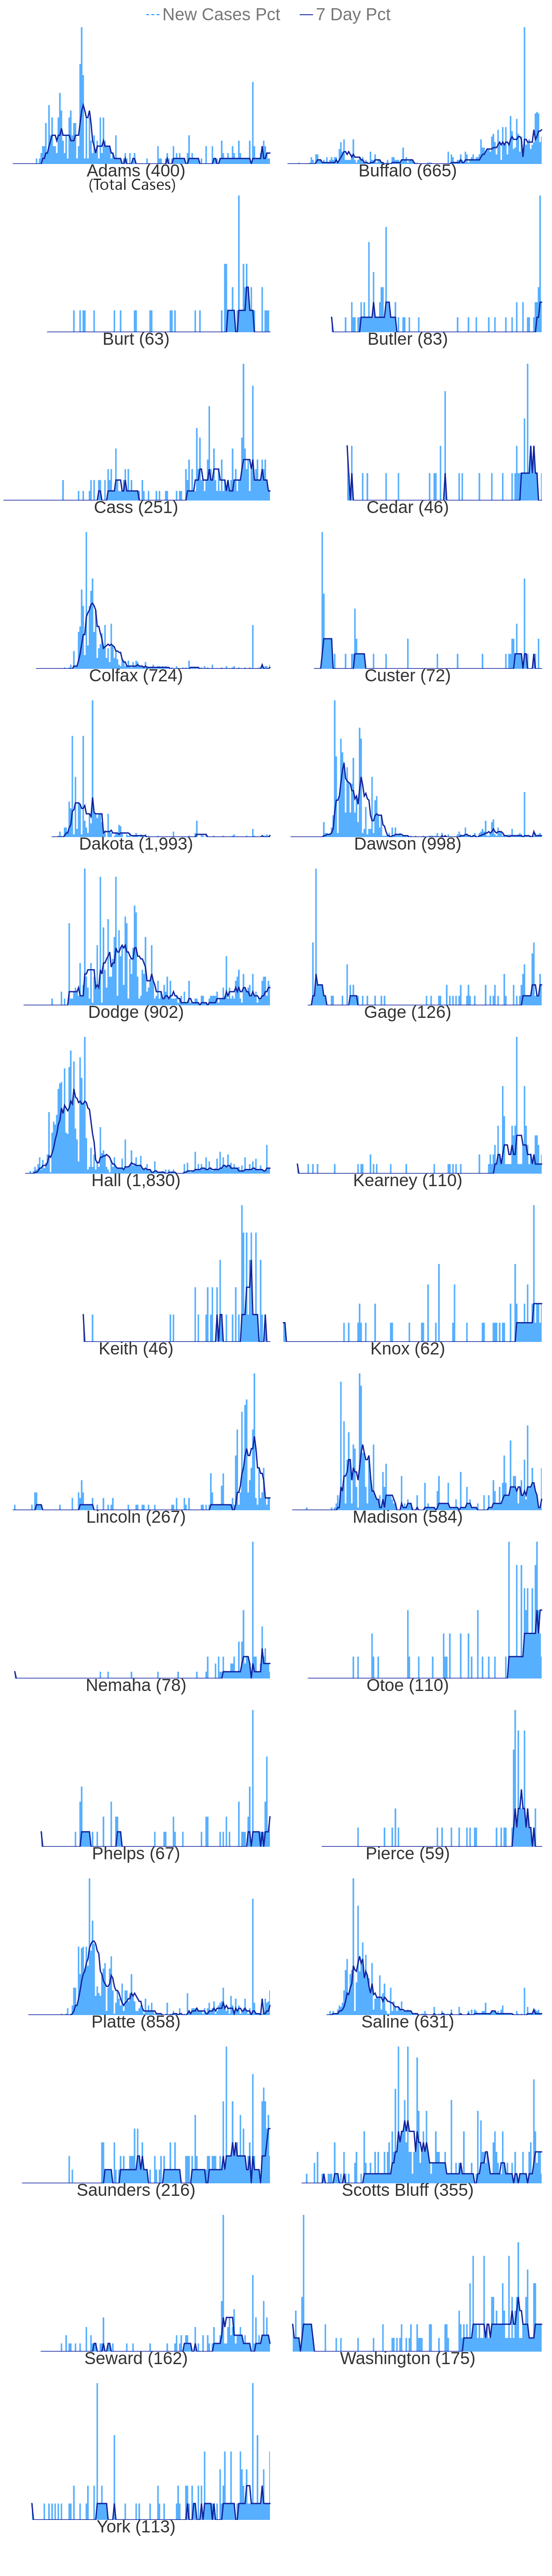 New Cases Pct 7 Day Pct
Adams (400) Buffalo (665)
(Total Cases)
Burt (63) Butler (83)
Cass (251) Cedar (46)
Colfax (724) Custer (72)
Dakota (1,993) Dawson (998)
Dodge (902) Gage (126)
Hall (1,830) Kearney (110)
Keith (46) Knox (62)
Lincoln (267) Madison (584)
Nemaha (78) Otoe (110)
Phelps (67) Pierce (59)
Platte (858) Saline (631)
Saunders (216) Scotts Bluff (355)
Seward (162) Washington (175)
York (113)